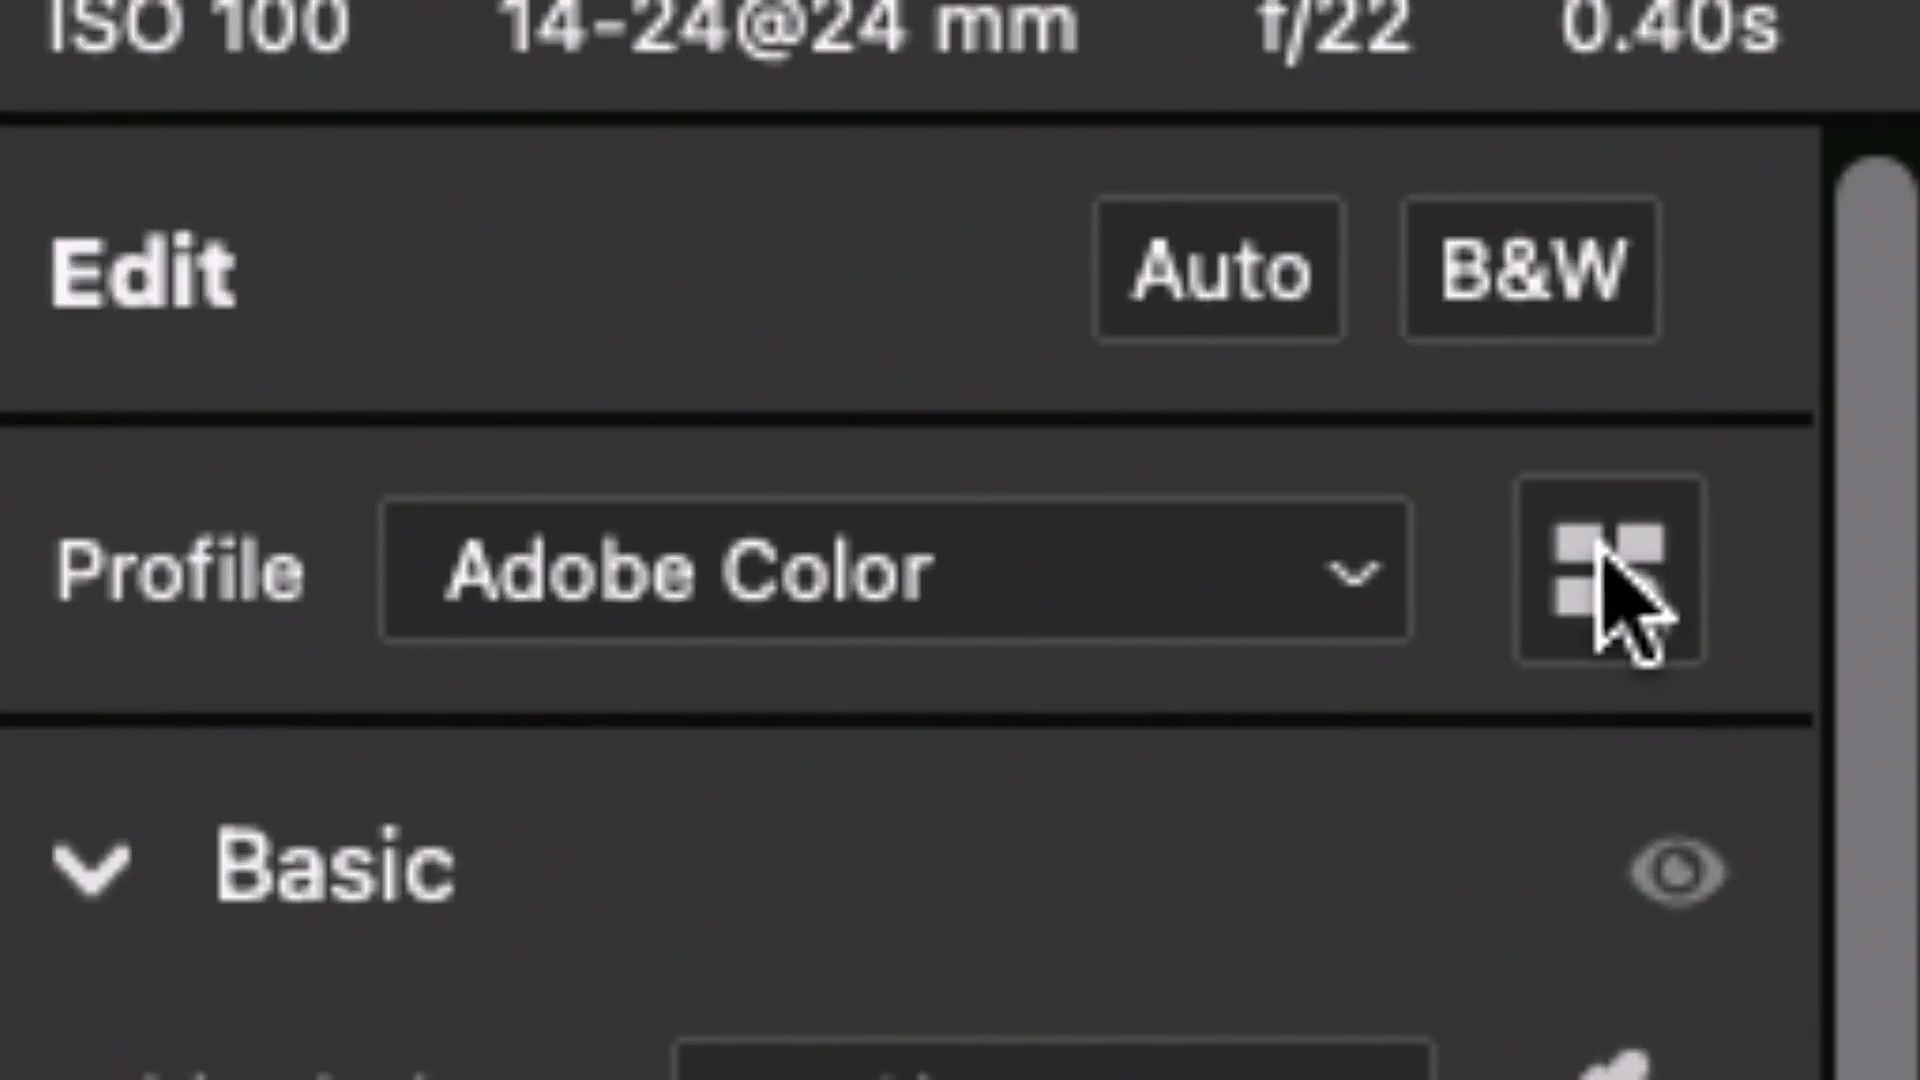 ISO 100 14-24@24 mm f/22 0.40s
Edit Auto B&W
Profile Adobe Color
Basic